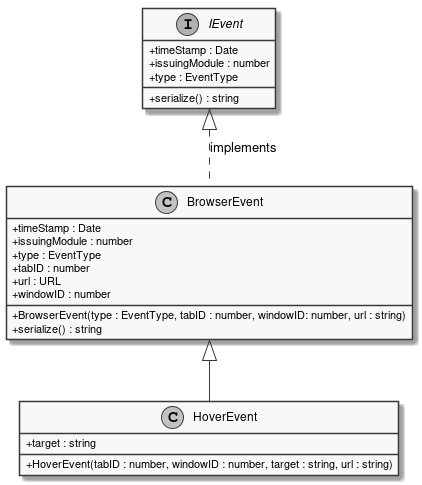 I IEvent
+timeStamp : Date
+issuingModule : number
+type : EventType
+serialize() : string
implements
C BrowserEvent
+timeStamp : Date
+issuingModule : number
+type : EventType
+tabID : number
+url : URL
+windowID : number
+BrowserEvent(type : EventType, tabID : number, windowID: number, url : string)
+serialize() : string
C HoverEvent
+target : string
+HoverEvent(tabID : number, windowID : number, target : string, url : string)